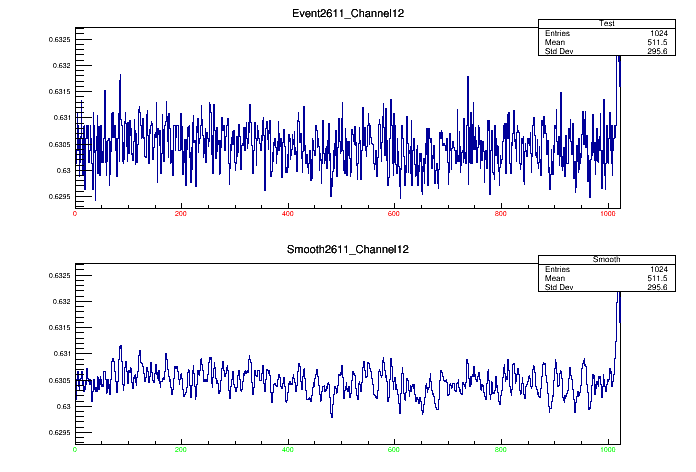 Event2611_Channel12
Test
Entries 1024
Mean 511.5
Std Dev 295.6
0.6325
0.632
0.6315
0.631
0.6305
0.63
0.6295
0 200 400 600 800 1000
Smooth2611_Channel12
Smooth
Entries 1024
Mean 511.5
Std Dev 295.6
0.6325
0.632
0.6315
0.631
0.6305
0.63
0.6295
0 200 400 600 800 1000